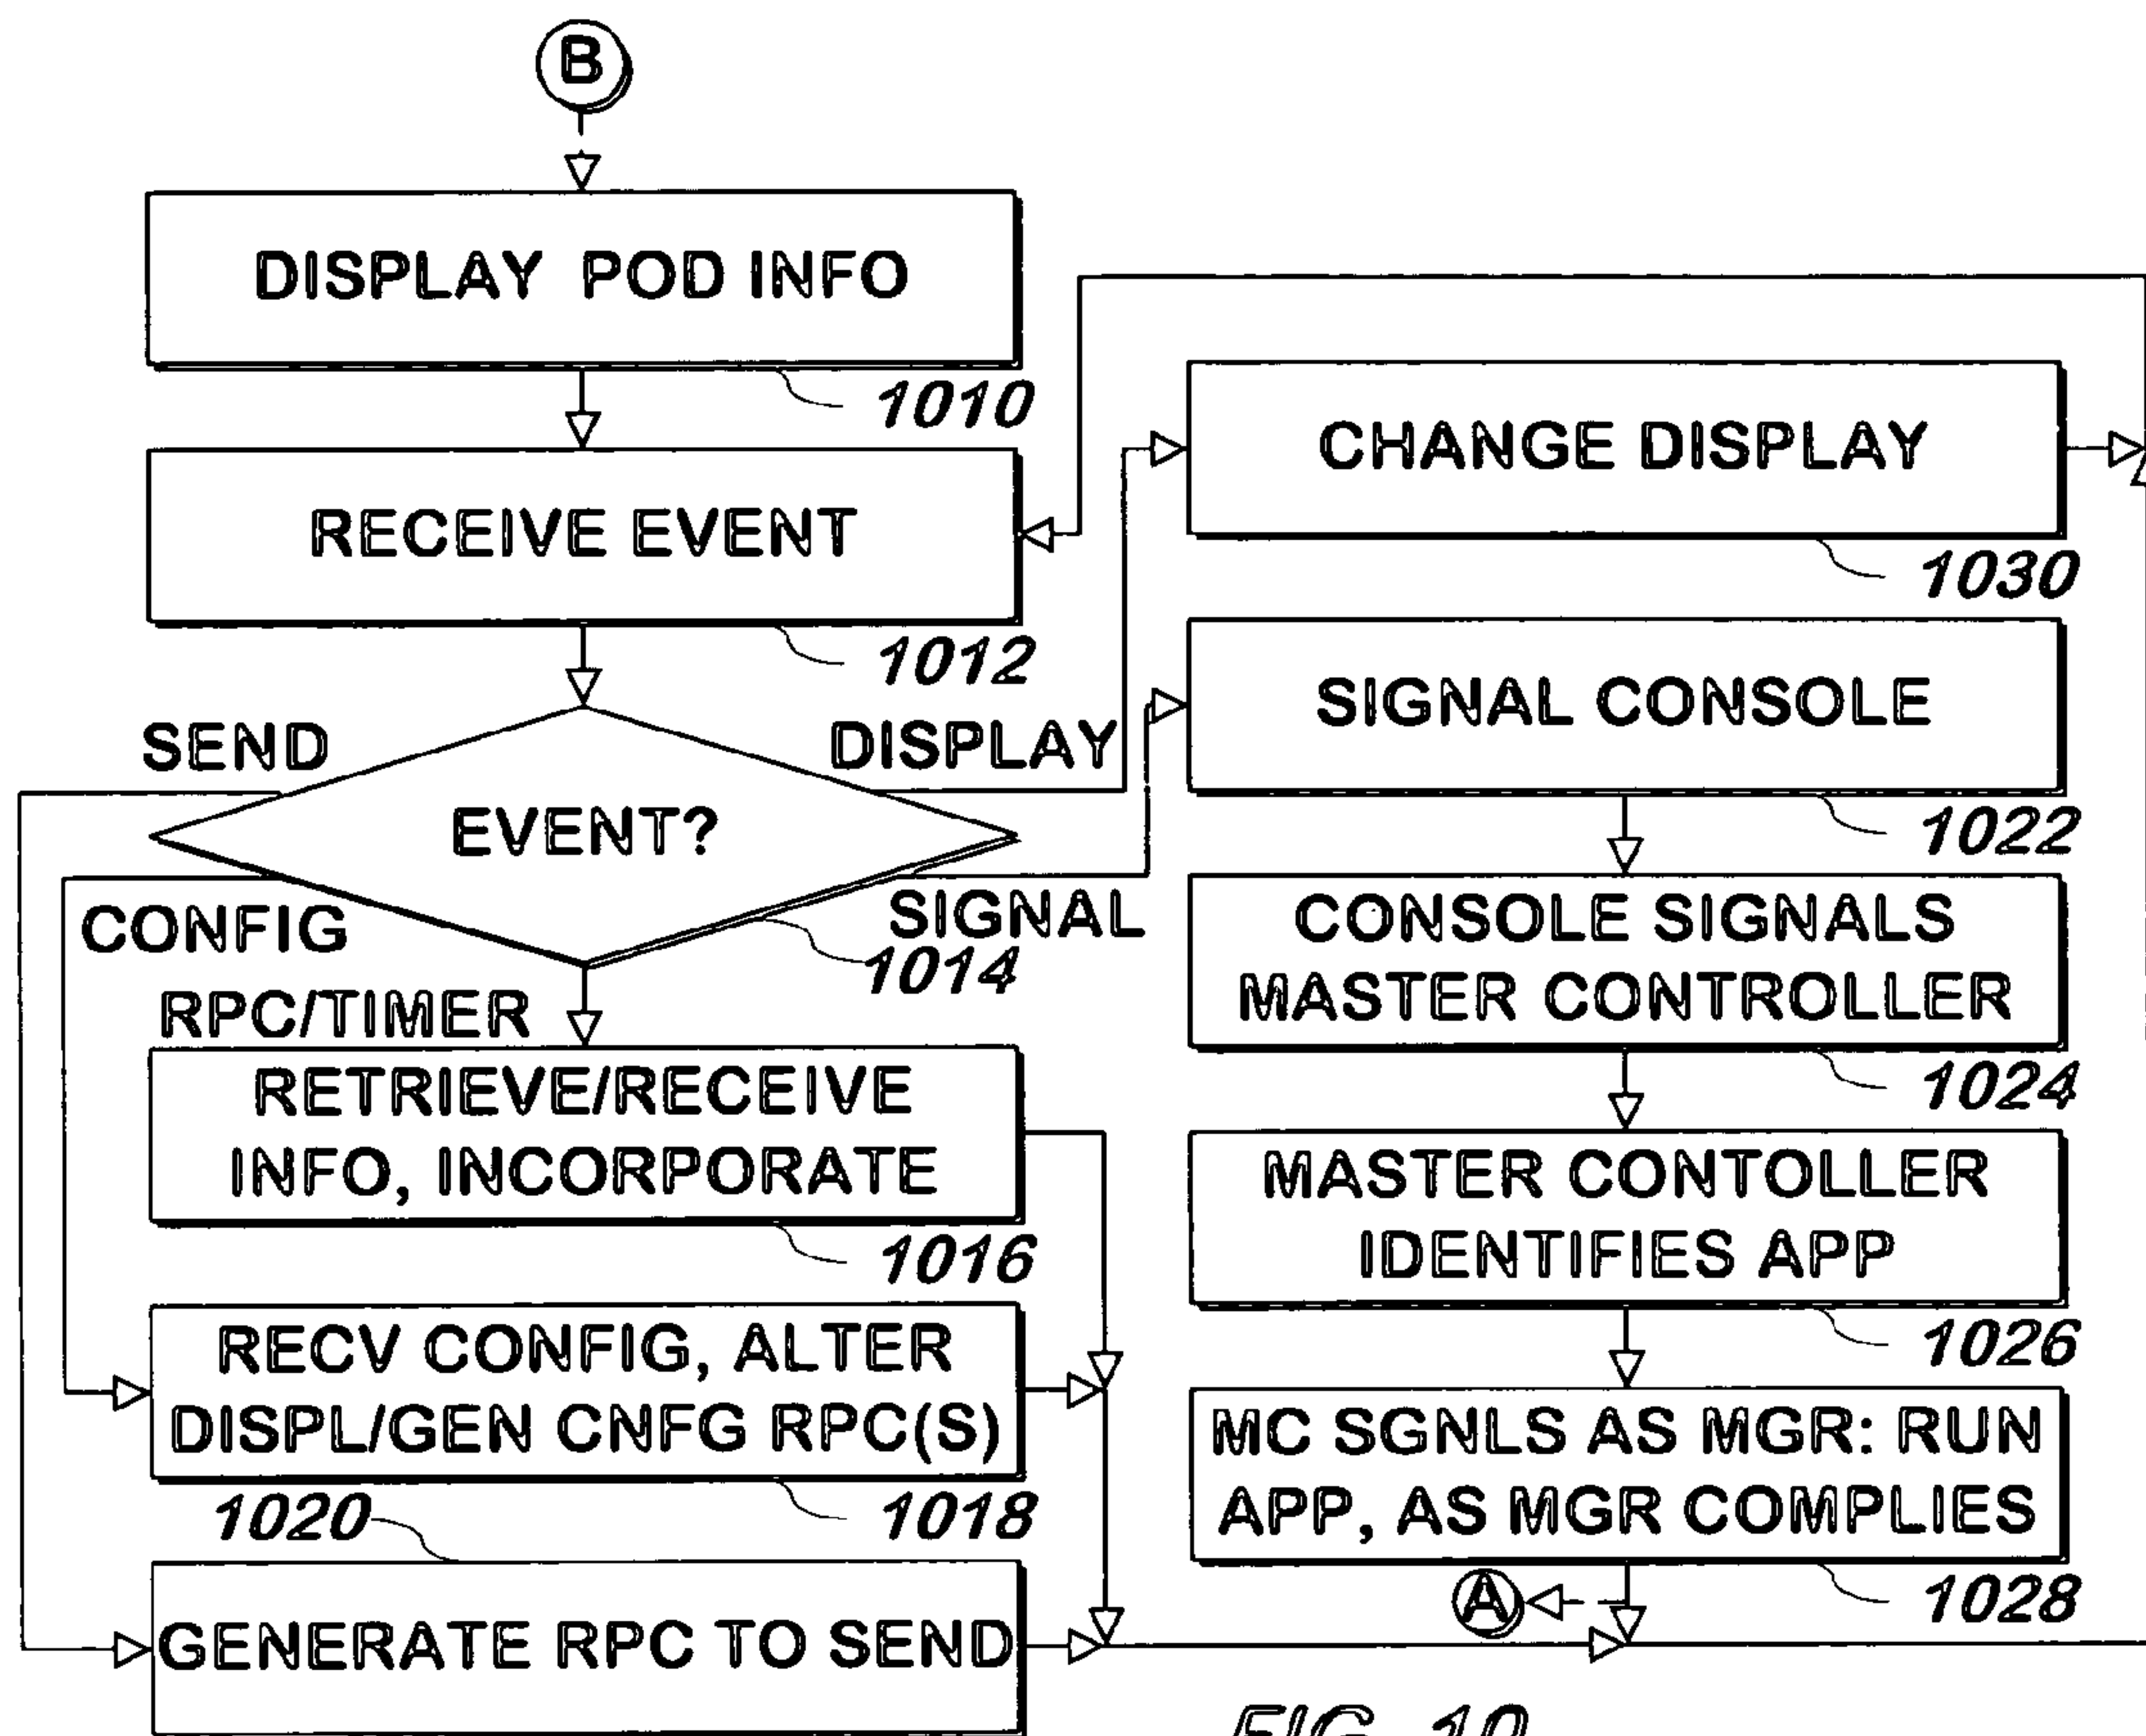 B
DISPLAY POD INFO
1010
RECEIVE EVENT
1012
SEND
DISPLAY
EVENT?
CONFIG
SIGNAL
1014
RPC/TIMER
RETRIEVE/RECEIVE
INFO, INCORPORATE
1016
RECV CONFIG, ALTER
DISPL/GEN CNFG RPC(S)
1018
1020
GENERATE RPC TO SEND
CHANGE DISPLAY
1030
SIGNAL CONSOLE
1022
CONSOLE SIGNALS
MASTER CONTROLLER
1024
MASTER CONTOLLER
IDENTIFIES APP
1026
MC SGNLS AS MGR: RUN
APP, AS MGR COMPLIES
1028
A
FIG. 10